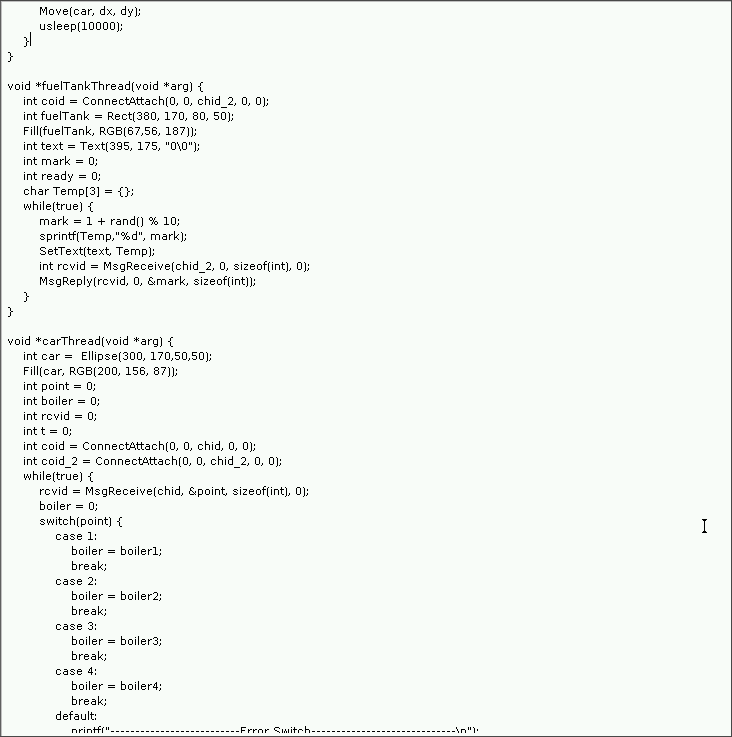 Move(car, dx, dy);
usleep(10000);
}
}
void *fuelTankThread(void *arg) {
int coid = ConnectAttach(0, 0, chid_2, 0, 0);
int fuelTank = Rect(380, 170, 80, 50);
Fill(fuelTank, RGB(67,56, 187));
int text = Text(395, 175, "0\0");
int mark = 0;
int ready = 0;
char Temp[3] = {};
while(true) {
mark = 1 + rand() % 10;
sprintf(Temp,"%d", mark);
SetText(text, Temp);
int rcvid = MsgReceive(chid_2, 0, sizeof(int), 0);
MsgReply(rcvid, 0, &mark, sizeof(int));
}
}
void *carThread(void *arg) {
int car =  Ellipse(300, 170,50,50);
Fill(car, RGB(200, 156, 87));
int point = 0;
int boiler = 0;
int rcvid = 0;
int t = 0;
int coid = ConnectAttach(0, 0, chid, 0, 0);
int coid_2 = ConnectAttach(0, 0, chid_2, 0, 0);
while(true) {
rcvid = MsgReceive(chid, &point, sizeof(int), 0);
boiler = 0;
switch(point) {
case 1:
boiler = boiler1;
break;
case 2:
boiler = boiler2;
break;
case 3:
boiler = boiler3;
break;
case 4:
boiler = boiler4;
break;
default:
printf("--------------------------Error Switch-----------------------------\n");